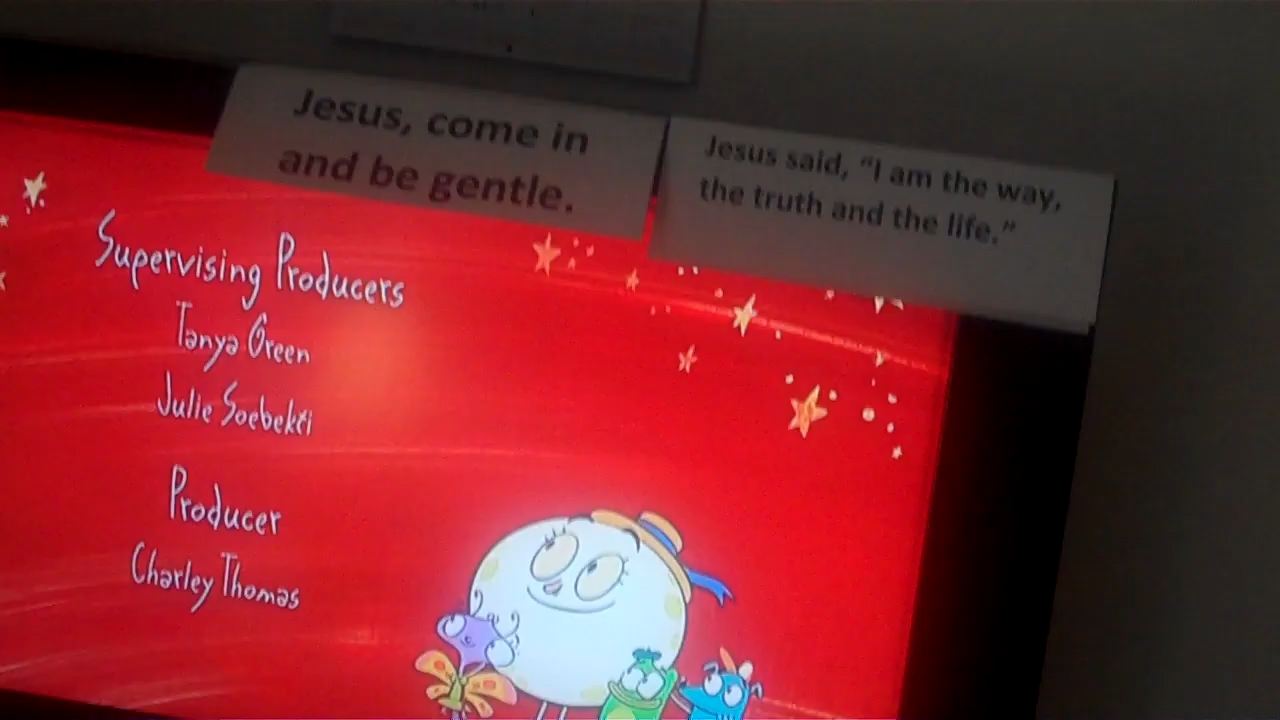 Jesus, come in
and be gentle.
Jesus said, “I am the way,
the truth and the life.”
Supervising Producers
Tanya Green
Julie Soebekti
Producer
Charley Thomas